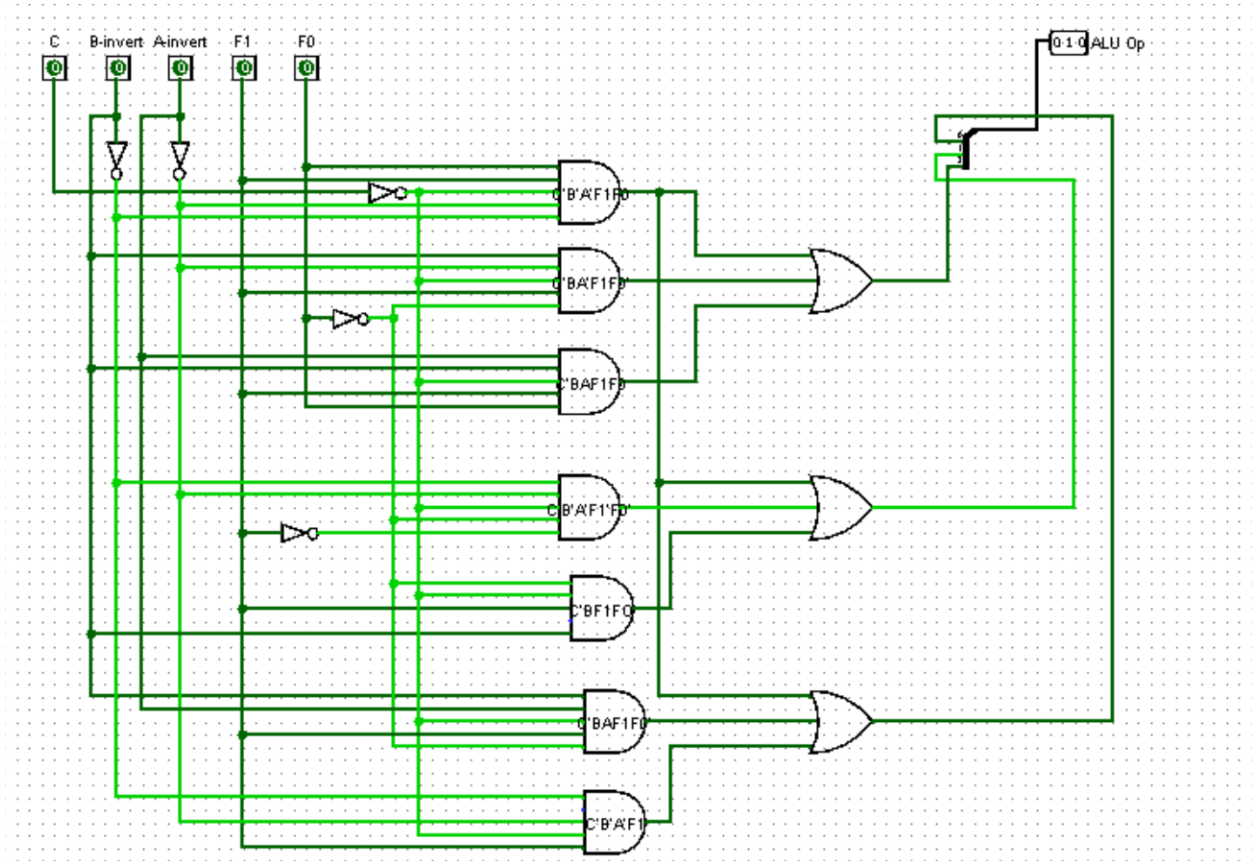 C B-invert A-invert F1 F0
0 0 0 0 0
0 1 0 ALU Op
C'B'A'F1F0
C'BA'F1F0'
C'BAF1F0
C'B'A'F1'F0'
C'BF1F0
C'BAF1F0'
C'B'A'F1